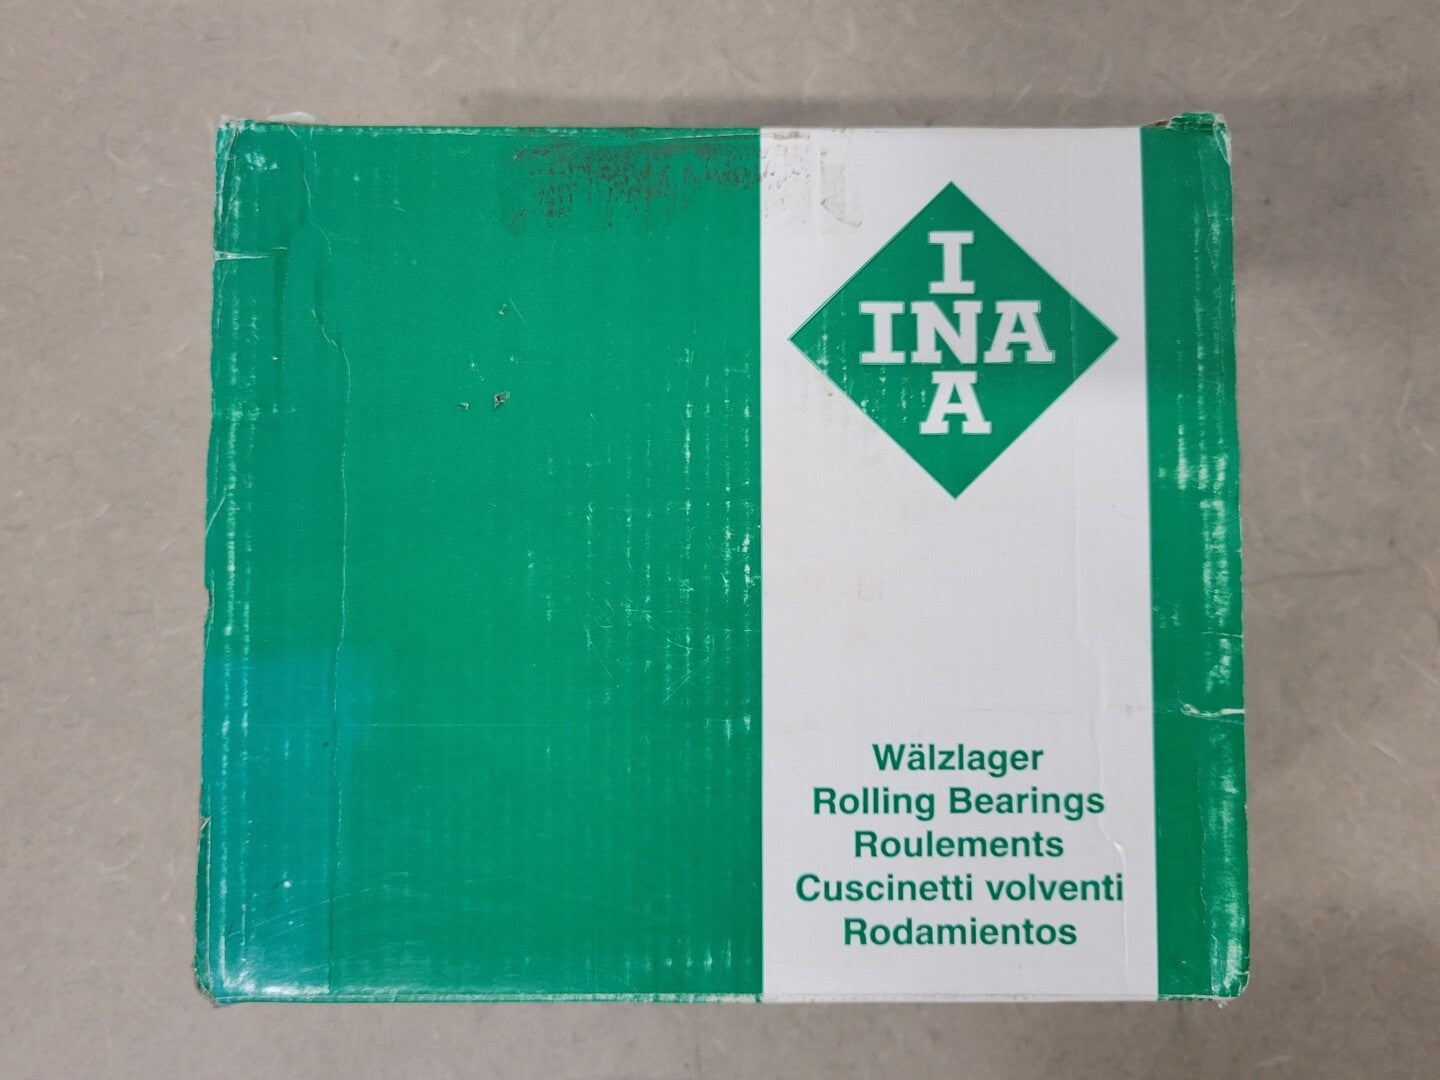 I
INA
A
Wälzlager
Rolling Bearings
Roulements
Cuscinetti volventi
Rodamientos